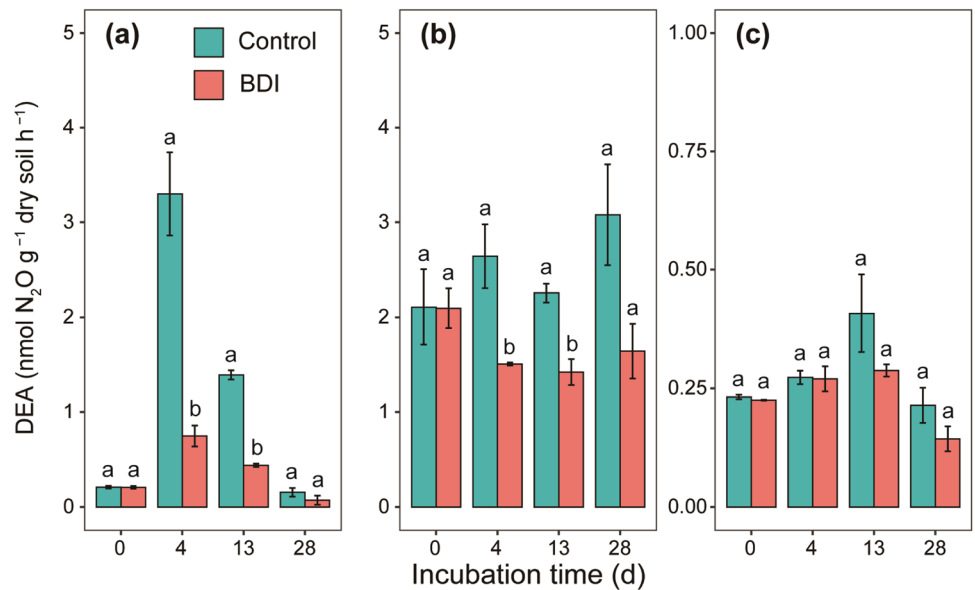 (a)
Control
BDI
DEA (nmol N₂O g⁻¹ dry soil h⁻¹)
5
4
3
2
1
0
a a
a
b
a
b
a a
0 4 13 28
(b)
5
4
3
2
1
0
a a
a
b
a
b
a
a
0 4 13 28
(c)
1.00
0.75
0.50
0.25
0.00
a a
a a
a
a
a
a
0 4 13 28
Incubation time (d)